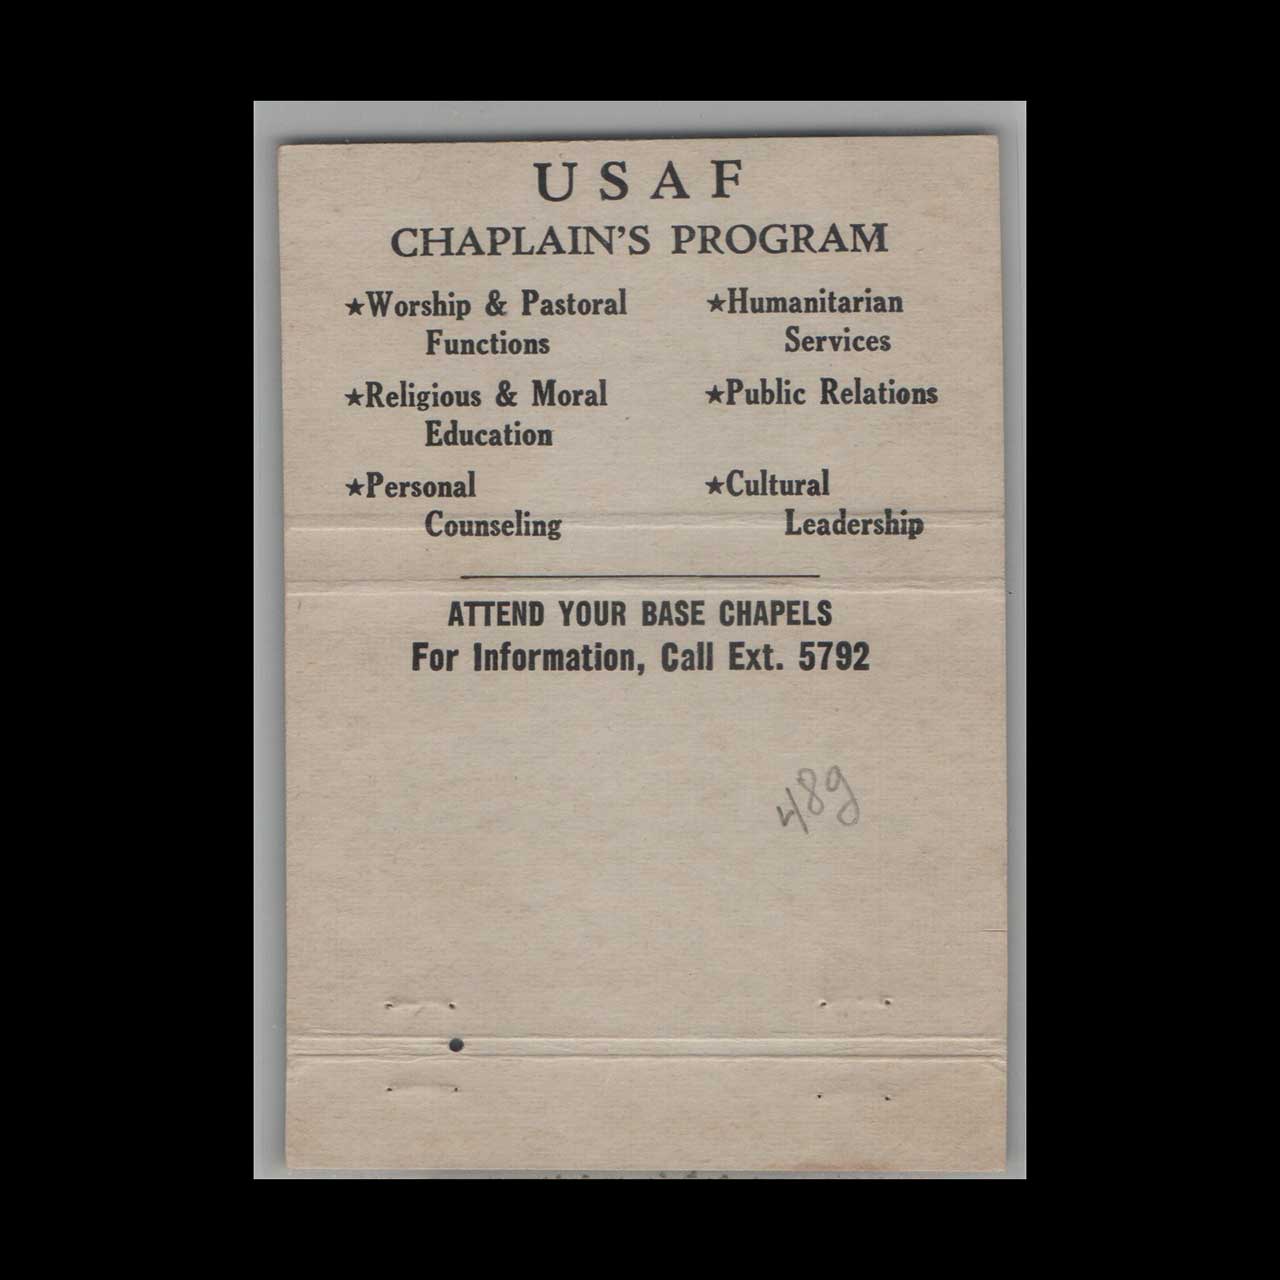 USAF
CHAPLAIN'S PROGRAM
★Worship & Pastoral
Functions
★Religious & Moral
Education
★Personal
Counseling
★Humanitarian
Services
★Public Relations
★Cultural
Leadership
ATTEND YOUR BASE CHAPELS
For Information, Call Ext. 5792
489